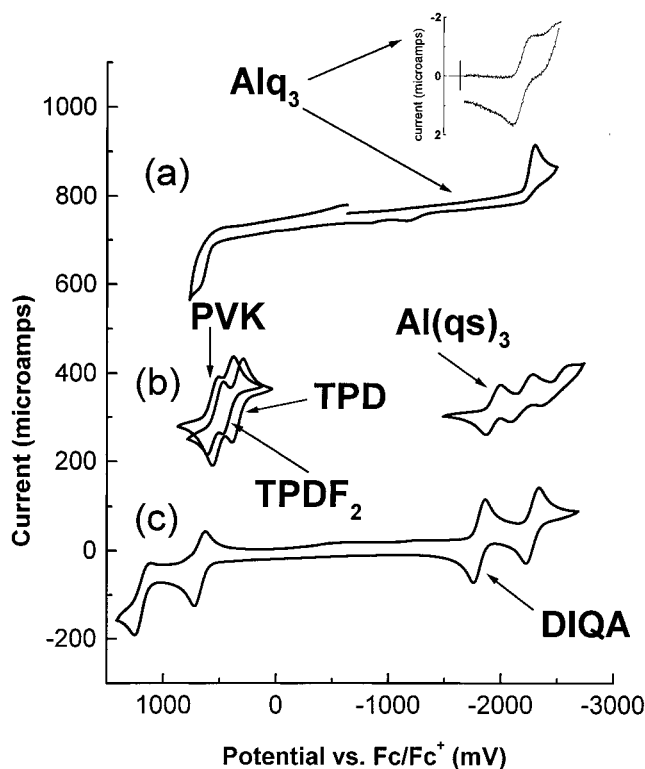 -2
0
2
current (microamps)
Alq3
1000
800
600
400
200
0
-200
Current (microamps)
(a)
PVK
Al(qs)3
(b)
TPD
TPDF2
(c)
DIQA
1000 0 -1000 -2000 -3000
Potential vs. Fc/Fc+ (mV)